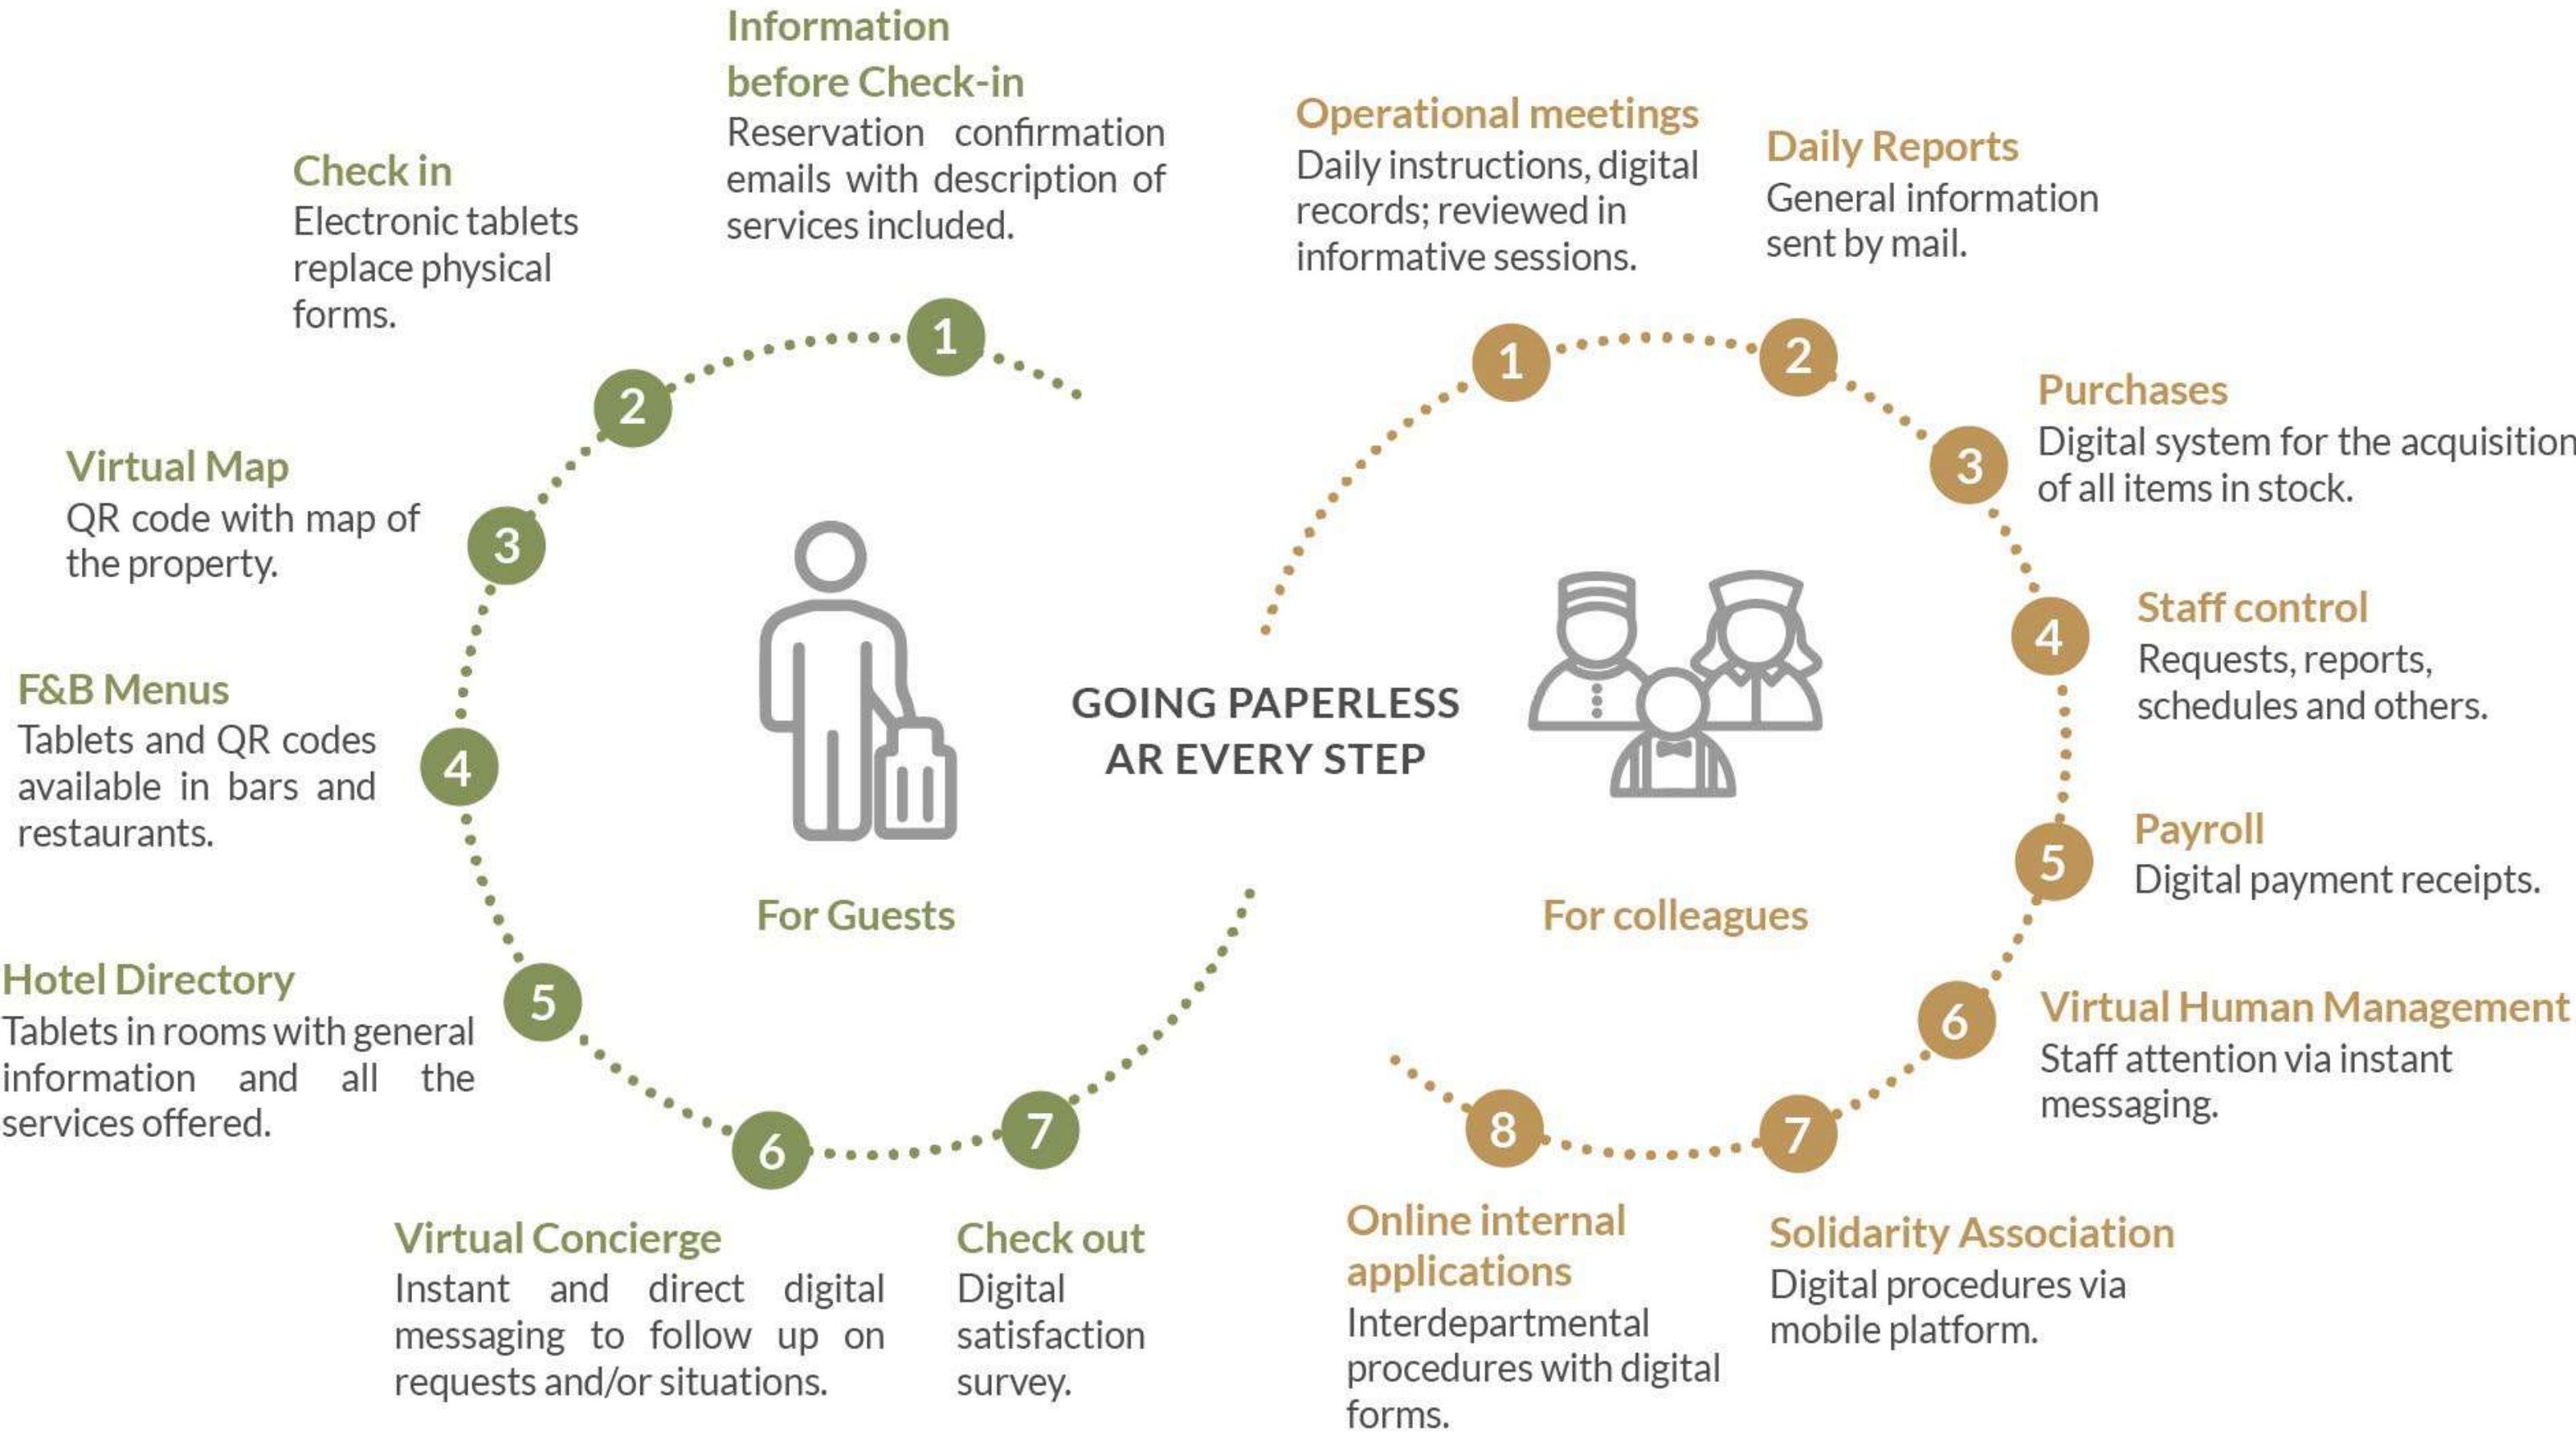 Information
before Check-in
Reservation confirmation
emails with description of
services included.
1
Check in
Electronic tablets
replace physical
forms.
2
Virtual Map
QR code with map of
the property.
3
F&B Menus
Tablets and QR codes
available in bars and
restaurants.
4
Hotel Directory
Tablets in rooms with general
information and all the
services offered.
5
Virtual Concierge
Instant and direct digital
messaging to follow up on
requests and/or situations.
6
Check out
Digital
satisfaction
survey.
7
For Guests
GOING PAPERLESS
AR EVERY STEP
For colleagues
Operational meetings
Daily instructions, digital
records; reviewed in
informative sessions.
1
Daily Reports
General information
sent by mail.
2
Purchases
Digital system for the acquisition
of all items in stock.
3
Staff control
Requests, reports,
schedules and others.
4
Payroll
Digital payment receipts.
5
Virtual Human Management
Staff attention via instant
messaging.
6
Solidarity Association
Digital procedures via
mobile platform.
7
Online internal
applications
Interdepartmental
procedures with digital
forms.
8